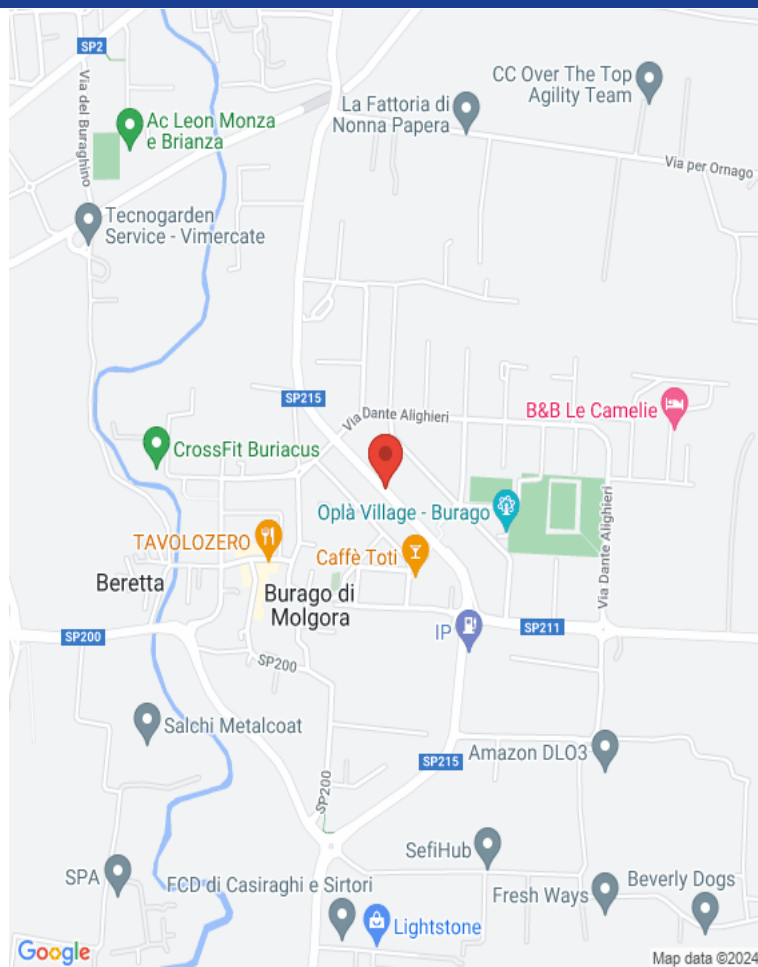 SP2
CC Over The Top
Agility Team
La Fattoria di
Nonna Papera
Via del Buraghino
Ac Leon Monza
e Brianza
Via per Ornago
Tecnogarden
Service - Vimercate
SP215
Via Dante Alighieri
B&B Le Camelie
CrossFit Buriacus
Oplà Village - Burago
TAVOLOZERO
Caffè Toti
Via Dante Alighieri
Beretta
Burago di
Molgora
IP
SP211
SP200
SP200
Salchi Metalcoat
Amazon DLO3
SP215
SP200
SefiHub
SPA
FCD di Casiraghi e Sirtori
Fresh Ways
Beverly Dogs
Lightstone
Google
Map data ©2024